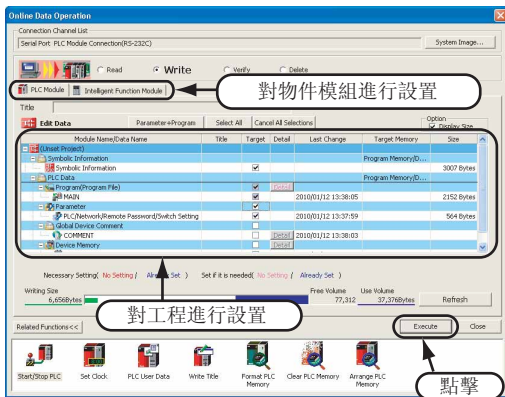 Online Data Operation
Connection Channel List
Serial Port PLC Module Connection(RS-232C)
System Image...
Read
Write
Verify
Delete
PLC Module
Intelligent Function Module
對物件模組進行設置
Title
Edit Data
Parameter+Program
Select All
Cancel All Selections
Option
Display Size
Module Name/Data Name
Title
Target
Detail
Last Change
Target Memory
Size
(Unset Project)
Symbolic Information
Program Memory/D...
Symbolic Information
3007 Bytes
PLC Data
Program Memory/D...
Program(Program File)
Detail
MAIN
2010/01/12 13:38:05
2152 Bytes
Parameter
PLC/Network/Remote Password/Switch Setting
2010/01/12 13:37:59
564 Bytes
Global Device Comment
COMMENT
Detail
2010/01/12 13:38:03
Device Memory
Detail
Necessary Setting( No Setting / Already Set )
Set if it is needed( No Setting / Already Set )
Writing Size
6,656Bytes
Free Volume
77,312
Use Volume
37,376Bytes
Refresh
對工程進行設置
Related Functions<<
Execute
Close
Start/Stop PLC
Set Clock
PLC User Data
Write Title
Format PLC Memory
Clear PLC Memory
Arrange PLC Memory
點擊